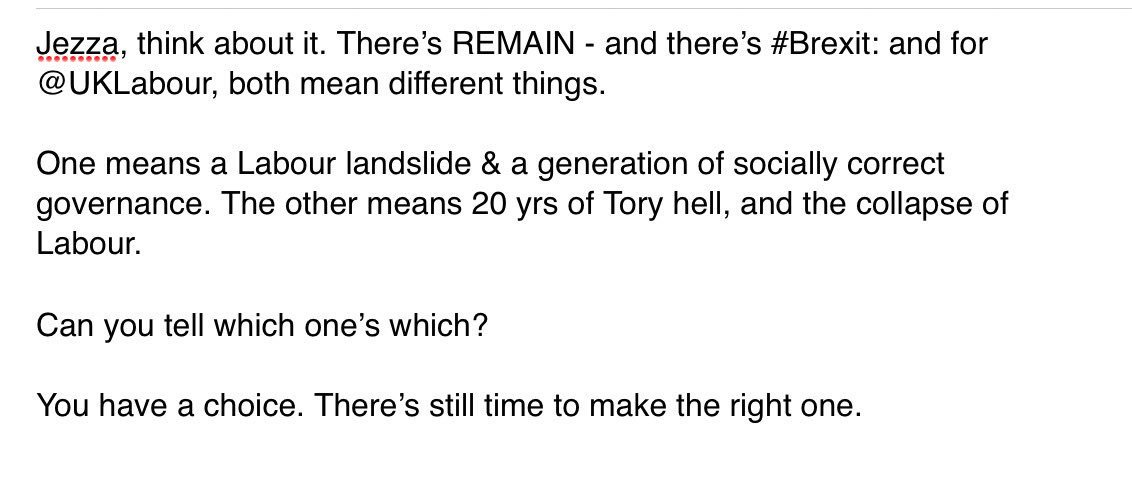 Jezza, think about it. There’s REMAIN - and there’s #Brexit: and for
@UKLabour, both mean different things.
One means a Labour landslide & a generation of socially correct
governance. The other means 20 yrs of Tory hell, and the collapse of
Labour.
Can you tell which one’s which?
You have a choice. There’s still time to make the right one.